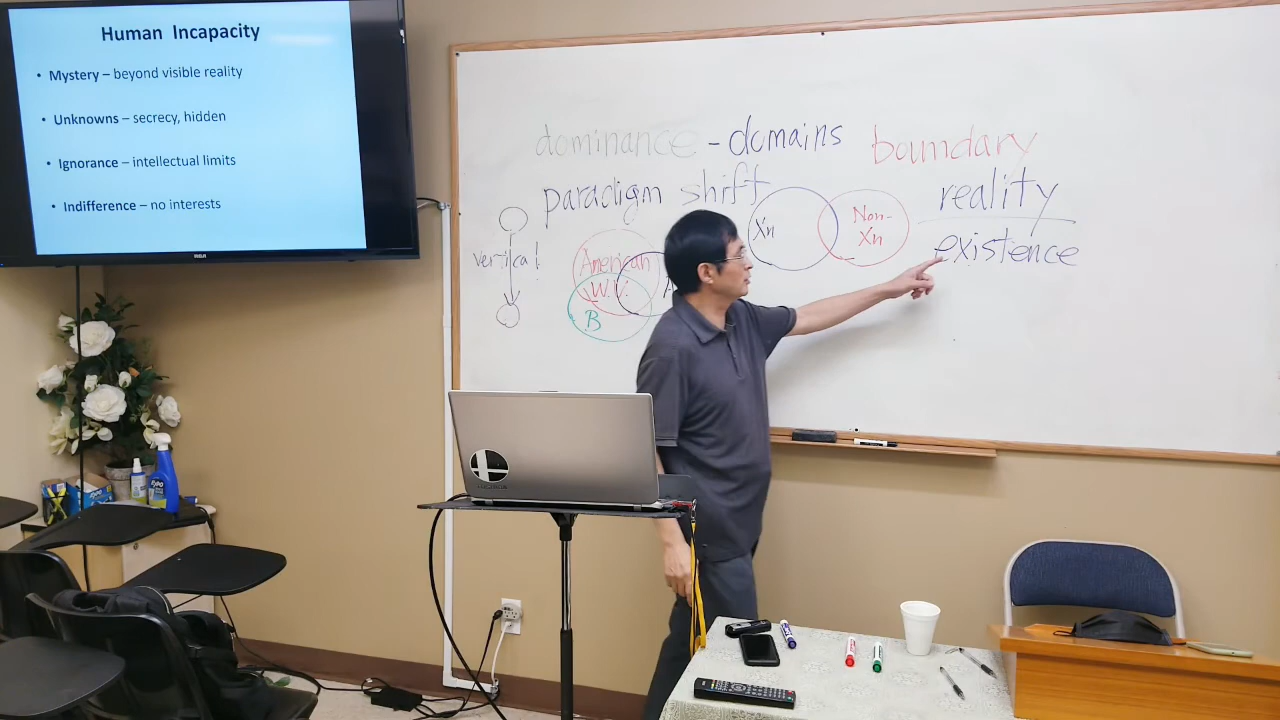 Human Incapacity
• Mystery – beyond visible reality
• Unknowns – secrecy, hidden
• Ignorance – intellectual limits
• Indifference – no interests
RCA
dominance - domains
boundary
paradigm shift
reality
existence
Xn
Non-
Xn
vertical
American
W.V.
B